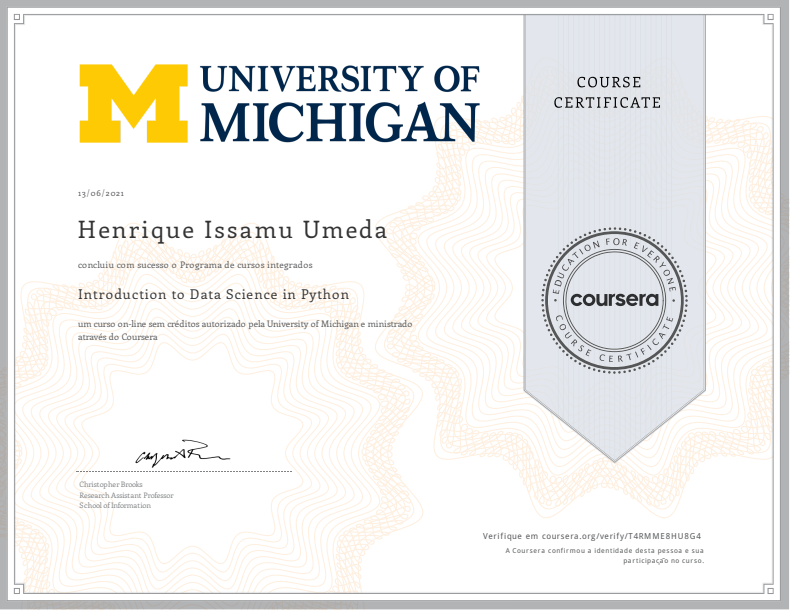 UNIVERSITY OF
MICHIGAN
COURSE
CERTIFICATE
13/06/2021
Henrique Issamu Umeda
concluiu com sucesso o Programa de cursos integrados
Introduction to Data Science in Python
um curso on-line sem créditos autorizado pela University of Michigan e ministrado
através do Coursera
EDUCATION FOR EVERYONE
coursera
COURSE CERTIFICATE
Christopher Brooks
Research Assistant Professor
School of Information
Verifique em coursera.org/verify/T4RMME8HU8G4
A Coursera confirmou a identidade desta pessoa e sua
participação no curso.